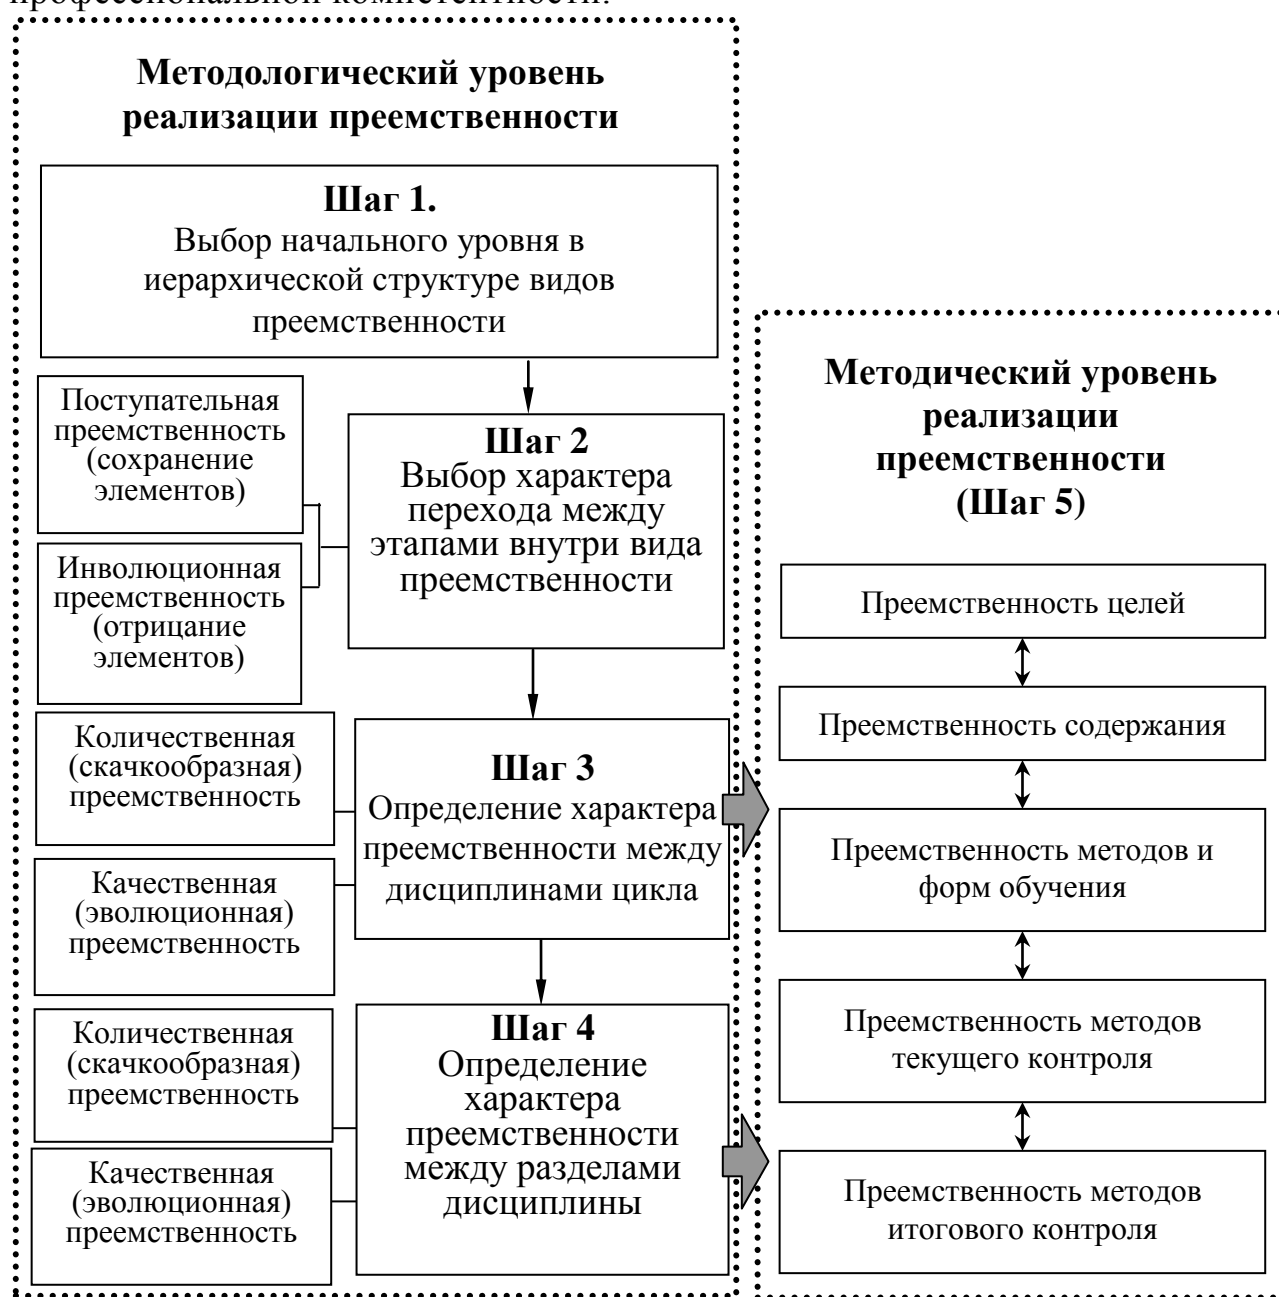 профессиональной компетентности.
Методологический уровень
реализации преемственности
Шаг 1.
Выбор начального уровня в
иерархической структуре видов
преемственности
Поступательная
преемственность
(сохранение
элементов)
Инволюционная
преемственность
(отрицание
элементов)
Шаг 2
Выбор характера
перехода между
этапами внутри вида
преемственности
Количественная
(скачкообразная)
преемственность
Качественная
(эволюционная)
преемственность
Шаг 3
Определение характера
преемственности между
дисциплинами цикла
Количественная
(скачкообразная)
преемственность
Качественная
(эволюционная)
преемственность
Шаг 4
Определение
характера
преемственности
между разделами
дисциплины
Методический уровень
реализации
преемственности
(Шаг 5)
Преемственность целей
Преемственность содержания
Преемственность методов и
форм обучения
Преемственность методов
текущего контроля
Преемственность методов
итогового контроля